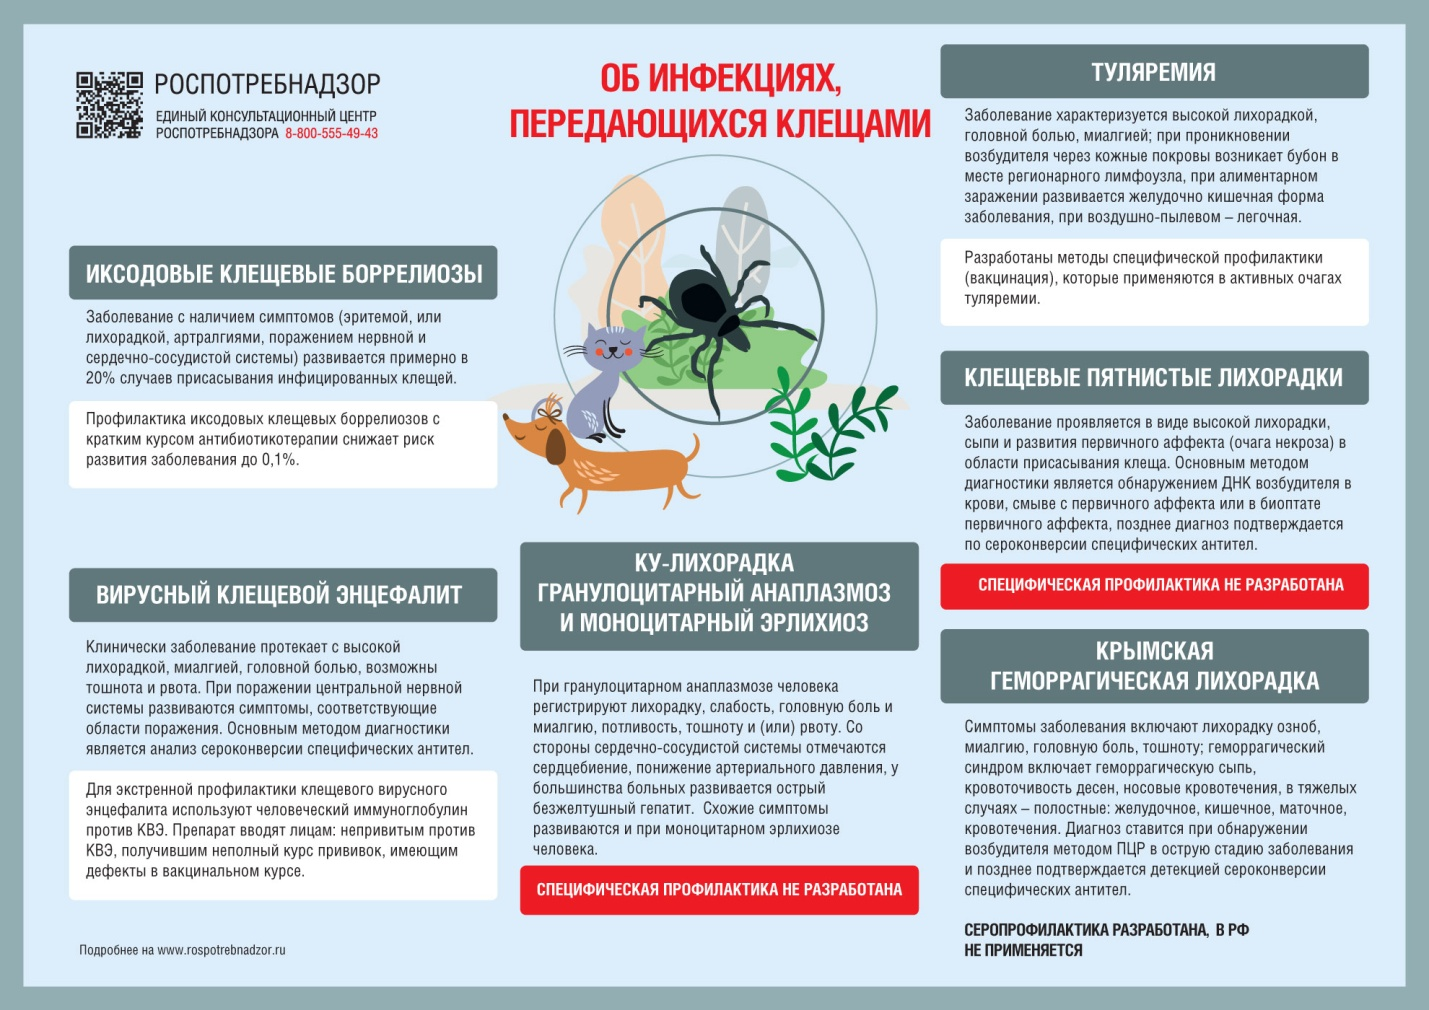 РОСПОТРЕБНАДЗОР
ЕДИНЫЙ КОНСУЛЬТАЦИОННЫЙ ЦЕНТР
РОСПОТРЕБНАДЗОРА 8-800-555-49-43
ОБ ИНФЕКЦИЯХ,
ПЕРЕДАЮЩИХСЯ КЛЕЩАМИ
ИКСОДОВЫЕ КЛЕЩЕВЫЕ БОРРЕЛИОЗЫ
Заболевание с наличием симптомов (эритемой, или
лихорадкой, артралгиями, поражением нервной и
сердечно-сосудистой системы) развивается примерно в
20% случаев присасывания инфицированных клещей.
Профилактика иксодовых клещевых боррелиозов с
кратким курсом антибиотикотерапии снижает риск
развития заболевания до 0,1%.
ВИРУСНЫЙ КЛЕЩЕВОЙ ЭНЦЕФАЛИТ
Клинически заболевание протекает с высокой
лихорадкой, миалгией, головной болью, возможны
тошнота и рвота. При поражении центральной нервной
системы развиваются симптомы, соответствующие
области поражения. Основным методом диагностики
является анализ сероконверсии специфических антител.
Для экстренной профилактики клещевого вирусного
энцефалита используют человеческий иммуноглобулин
против КВЭ. Препарат вводят лицам: непривитым против
КВЭ, получившим неполный курс прививок, имеющим
дефекты в вакцинальном курсе.
Подробнее на www.rospotrebnadzor.ru
КУ-ЛИХОРАДКА
ГРАНУЛОЦИТАРНЫЙ АНАПЛАЗМОЗ
И МОНОЦИТАРНЫЙ ЭРЛИХИОЗ
При гранулоцитарном анаплазмозе человека
регистрируют лихорадку, слабость, головную боль и
миалгию, потливость, тошноту и (или) рвоту. Со
стороны сердечно-сосудистой системы отмечаются
сердцебиение, понижение артериального давления, у
большинства больных развивается острый
безжелтушный гепатит. Схожие симптомы
развиваются и при моноцитарном эрлихиозе
человека.
СПЕЦИФИЧЕСКАЯ ПРОФИЛАКТИКА НЕ РАЗРАБОТАНА
ТУЛЯРЕМИЯ
Заболевание характеризуется высокой лихорадкой,
головной болью, миалгией; при проникновении
возбудителя через кожные покровы возникает бубон в
месте регионарного лимфоузла, при алиментарном
заражении развивается желудочно кишечная форма
заболевания, при воздушно-пылевом – легочная.
Разработаны методы специфической профилактики
(вакцинация), которые применяются в активных очагах
туляремии.
КЛЕЩЕВЫЕ ПЯТНИСТЫЕ ЛИХОРАДКИ
Заболевание проявляется в виде высокой лихорадки,
сыпи и развития первичного аффекта (очага некроза) в
области присасывания клеща. Основным методом
диагностики является обнаружением ДНК возбудителя в
крови, смыве с первичного аффекта или в биоптате
первичного аффекта, позднее диагноз подтверждается
по сероконверсии специфических антител.
СПЕЦИФИЧЕСКАЯ ПРОФИЛАКТИКА НЕ РАЗРАБОТАНА
КРЫМСКАЯ
ГЕМОРРАГИЧЕСКАЯ ЛИХОРАДКА
Симптомы заболевания включают лихорадку озноб,
миалгию, головную боль, тошноту; геморрагический
синдром включает геморрагическую сыпь,
кровоточивость десен, носовые кровотечения, в тяжелых
случаях – полостные: желудочное, кишечное, маточное,
кровотечения. Диагноз ставится при обнаружении
возбудителя методом ПЦР в острую стадию заболевания
и позднее подтверждается детекцией сероконверсии
специфических антител.
СЕРОПРОФИЛАКТИКА РАЗРАБОТАНА, В РФ
НЕ ПРИМЕНЯЕТСЯ